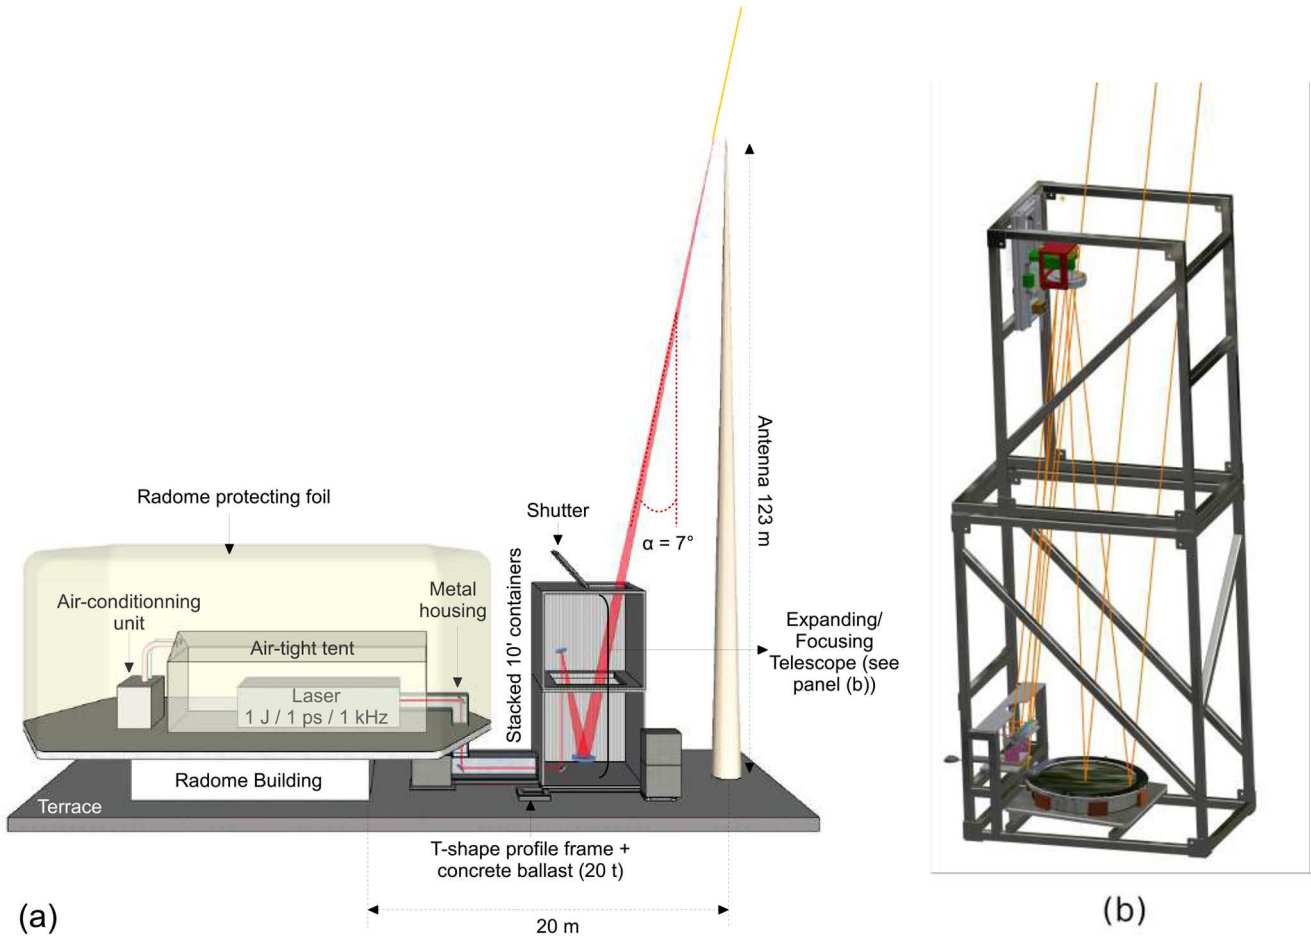 Radome protecting foil
Air-conditionning
unit
Air-tight tent
Laser
1 J / 1 ps / 1 kHz
Metal
housing
Stacked 10' containers
Shutter
α = 7°
Antenna 123 m
Expanding/
Focusing
Telescope (see
panel (b))
Radome Building
Terrace
T-shape profile frame +
concrete ballast (20 t)
20 m
(a)
(b)